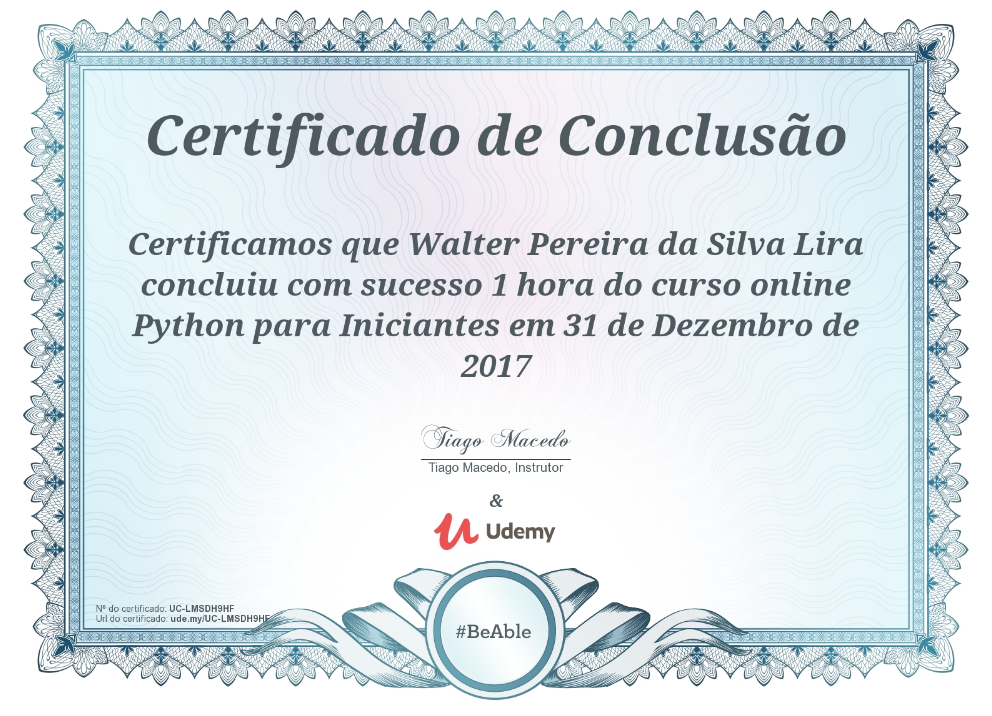 Certificado de Conclusão
Certificamos que Walter Pereira da Silva Lira
concluiu com sucesso 1 hora do curso online
Python para Iniciantes em 31 de Dezembro de
2017
Tiago Macedo
Tiago Macedo, Instrutor
&
Udemy
Nº do certificado: UC-LMSDH9HF
Url do certificado: ude.my/UC-LMSDH9HF
#BeAble